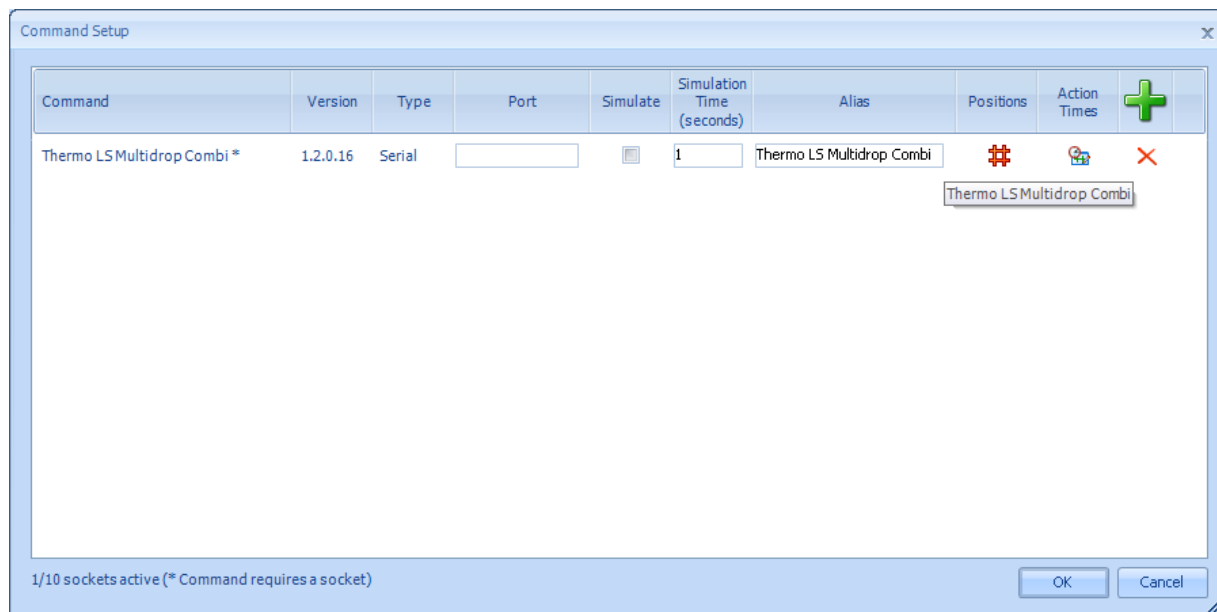 Command Setup
Command Version Type Port Simulate Simulation Time (seconds) Alias Positions Action Times
Thermo LS Multidrop Combi * 1.2.0.16 Serial 1 Thermo LS Multidrop Combi
Thermo LS Multidrop Combi
1/10 sockets active (* Command requires a socket) OK Cancel